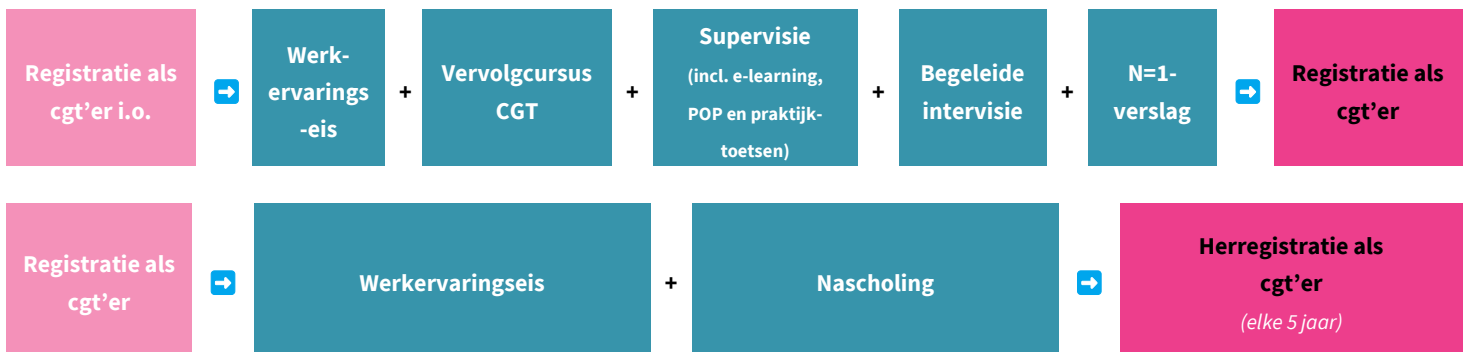 Registratie als
cgt’er i.o.
Werk-
ervarings
-eis
+
Vervolgcursus
CGT
+
Supervisie
(incl. e-learning,
POP en praktijk-
toetsen)
+
Begeleide
intervisie
+
N=1-
verslag
Registratie als
cgt’er
Registratie als
cgt’er
Werkervaringseis
+
Nascholing
Herregistratie als
cgt’er
(elke 5 jaar)